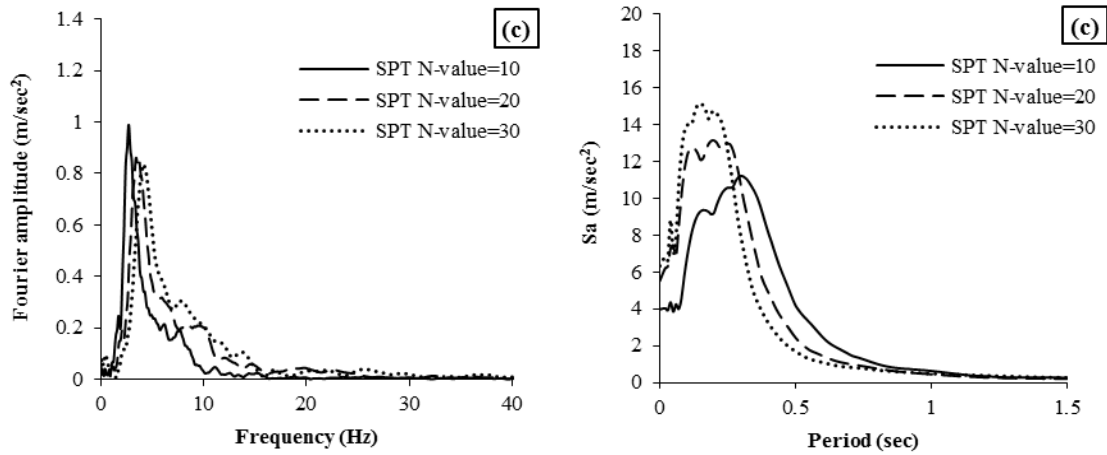 (c)
Fourier amplitude (m/sec²)
1.4
1.2
1
0.8
0.6
0.4
0.2
0
SPT N-value=10
SPT N-value=20
SPT N-value=30
0 10 20 30 40
Frequency (Hz)
(c)
Sa (m/sec²)
20
18
16
14
12
10
8
6
4
2
0
SPT N-value=10
SPT N-value=20
SPT N-value=30
0 0.5 1 1.5
Period (sec)